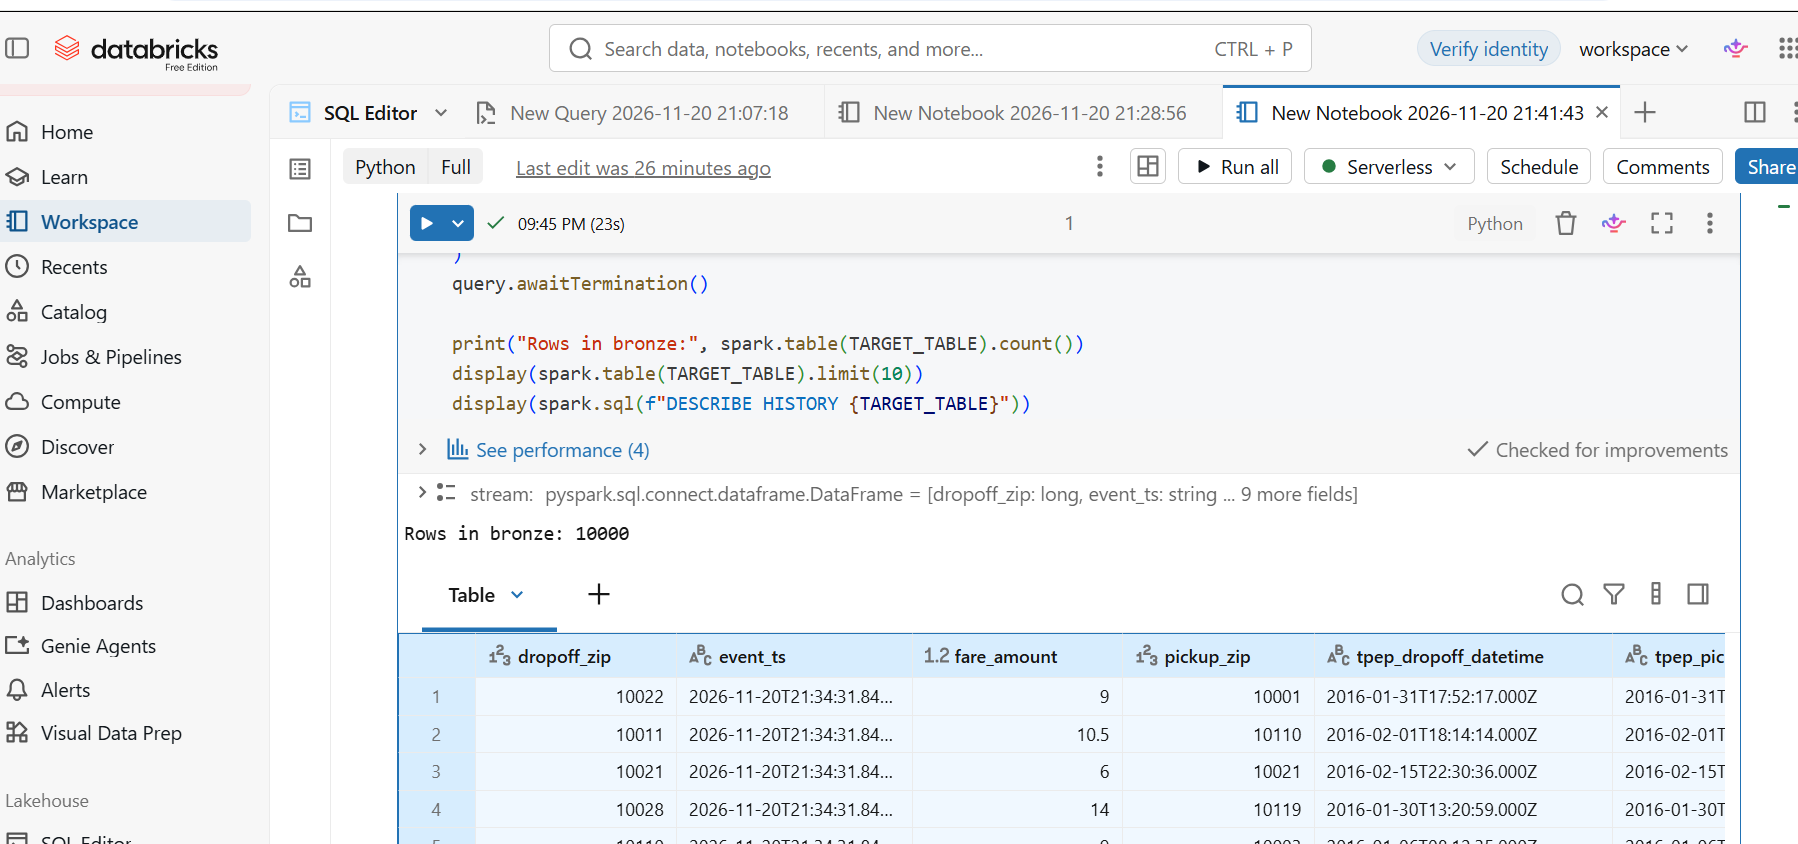 databricks
Free Edition
Search data, notebooks, recents, and more...
CTRL + P
Verify identity
workspace
SQL Editor
New Query 2026-11-20 21:07:18
New Notebook 2026-11-20 21:28:56
New Notebook 2026-11-20 21:41:43
Home
Learn
Workspace
Recents
Catalog
Jobs & Pipelines
Compute
Discover
Marketplace
Analytics
Dashboards
Genie Agents
Alerts
Visual Data Prep
Lakehouse
SQL Editor
Python
Full
Last edit was 26 minutes ago
Run all
Serverless
Schedule
Comments
Share
09:45 PM (23s)
1
Python
)
query.awaitTermination()
print("Rows in bronze:", spark.table(TARGET_TABLE).count())
display(spark.table(TARGET_TABLE).limit(10))
display(spark.sql(f"DESCRIBE HISTORY {TARGET_TABLE}"))
See performance (4)
Checked for improvements
stream: pyspark.sql.connect.dataframe.DataFrame = [dropoff_zip: long, event_ts: string ... 9 more fields]
Rows in bronze: 10000
Table
123 dropoff_zip ABC event_ts 1.2 fare_amount 123 pickup_zip ABC tpep_dropoff_datetime ABC tpep_pic
1 10022 2026-11-20T21:34:31.84... 9 10001 2016-01-31T17:52:17.000Z 2016-01-31T
2 10011 2026-11-20T21:34:31.84... 10.5 10110 2016-02-01T18:14:14.000Z 2016-02-01T
3 10021 2026-11-20T21:34:31.84... 6 10021 2016-02-15T22:30:36.000Z 2016-02-15T
4 10028 2026-11-20T21:34:31.84... 14 10119 2016-01-30T13:20:59.000Z 2016-01-30T